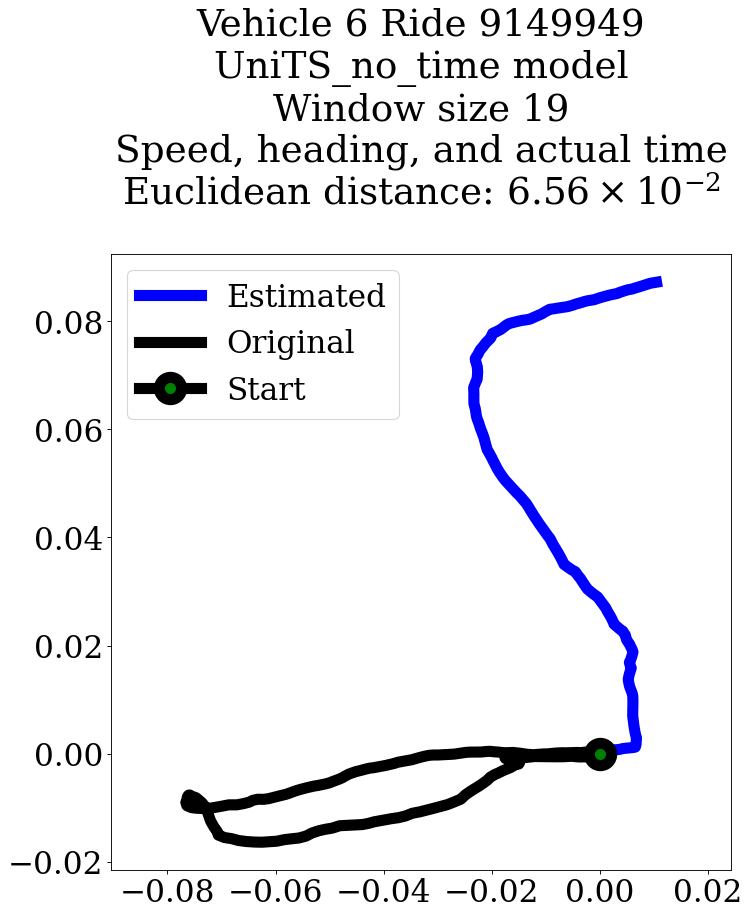 Vehicle 6 Ride 9149949
UniTS_no_time model
Window size 19
Speed, heading, and actual time
Euclidean distance: 6.56 × 10⁻²
Estimated
Original
Start
0.08
0.06
0.04
0.02
0.00
−0.02
−0.08 −0.06 −0.04 −0.02 0.00 0.02